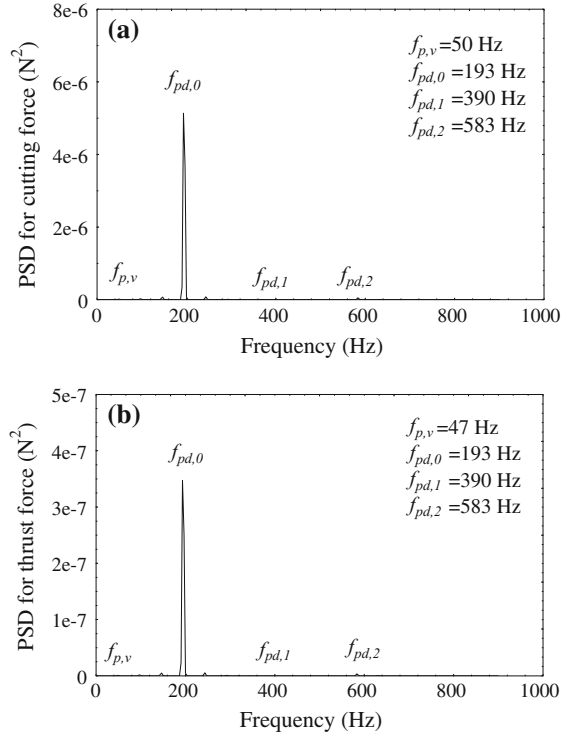 (a)
PSD for cutting force (N²)
8e-6
6e-6
4e-6
2e-6
0
f_{pd,0}
f_{p,v} =50 Hz
f_{pd,0} =193 Hz
f_{pd,1} =390 Hz
f_{pd,2} =583 Hz
f_{p,v}
f_{pd,1}
f_{pd,2}
0 200 400 600 800 1000
Frequency (Hz)
(b)
PSD for thrust force (N²)
5e-7
4e-7
3e-7
2e-7
1e-7
0
f_{pd,0}
f_{p,v} =47 Hz
f_{pd,0} =193 Hz
f_{pd,1} =390 Hz
f_{pd,2} =583 Hz
f_{p,v}
f_{pd,1}
f_{pd,2}
0 200 400 600 800 1000
Frequency (Hz)